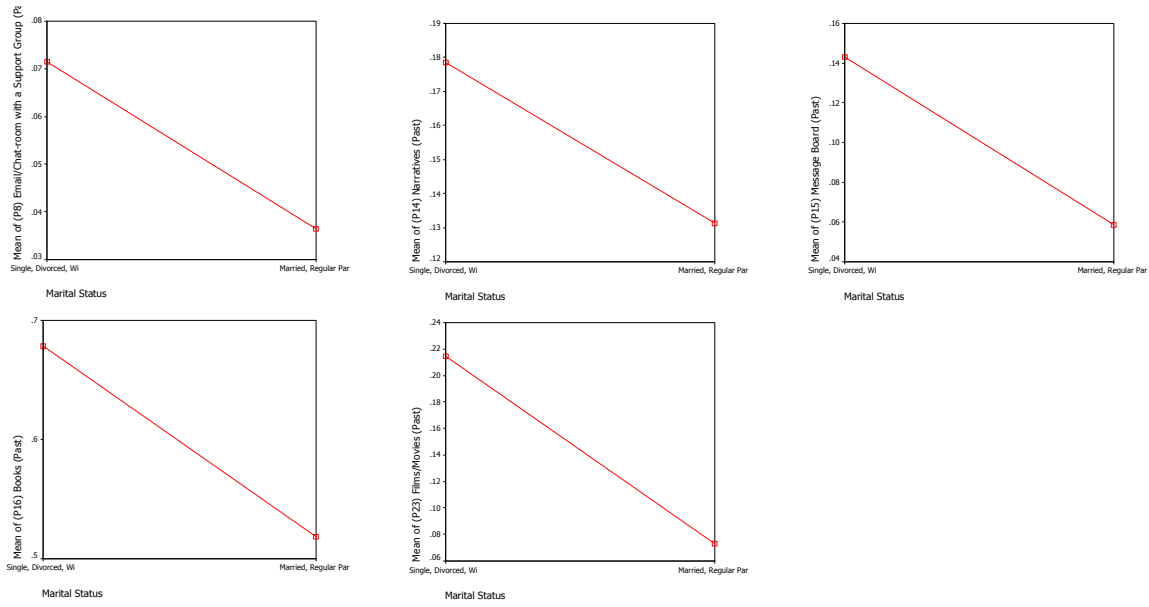 Mean of (P8) Email/Chat-room with a Support Group (Pa
.08
.07
.06
.05
.04
.03
Single, Divorced, Wi
Married, Regular Par
Marital Status
Mean of (P14) Narratives (Past)
.19
.18
.17
.16
.15
.14
.13
.12
Single, Divorced, Wi
Married, Regular Par
Marital Status
Mean of (P15) Message Board (Past)
.16
.14
.12
.10
.08
.06
.04
Single, Divorced, Wi
Married, Regular Par
Marital Status
Mean of (P16) Books (Past)
.7
.6
.5
Single, Divorced, Wi
Married, Regular Par
Marital Status
Mean of (P23) Films/Movies (Past)
.24
.22
.20
.18
.16
.14
.12
.10
.08
.06
Single, Divorced, Wi
Married, Regular Par
Marital Status